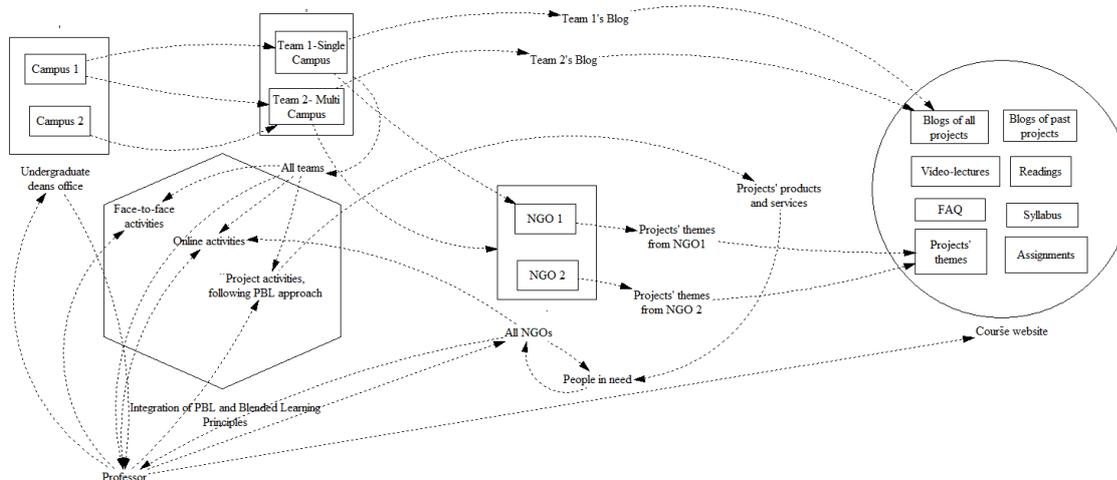 Team 1's Blog
Team 1-Single
Campus
Team 2's Blog
Campus 1
Team 2- Multi
Campus
Campus 2
Blogs of all
projects
Blogs of past
projects
Undergraduate
deans office
All teams
Video-lectures
Readings
Projects' products
and services
Face-to-face
activities
NGO 1
FAQ
Syllabus
Online activities
Projects' themes
from NGO1
Projects'
themes
Assignments
Project activities,
following PBL approach
NGO 2
Projects' themes
from NGO 2
All NGOs
Course website
People in need
Integration of PBL and Blended Learning
Principles
Professor